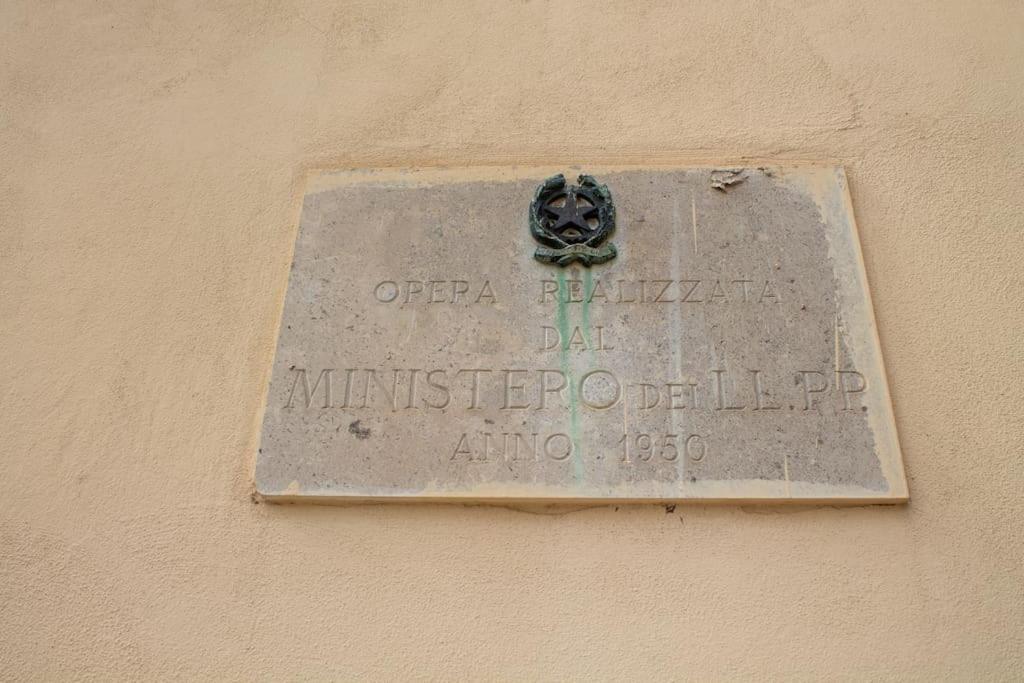 OPERA REALIZZATA
DAL
MINISTERO DEI LL.PP
ANNO 1950